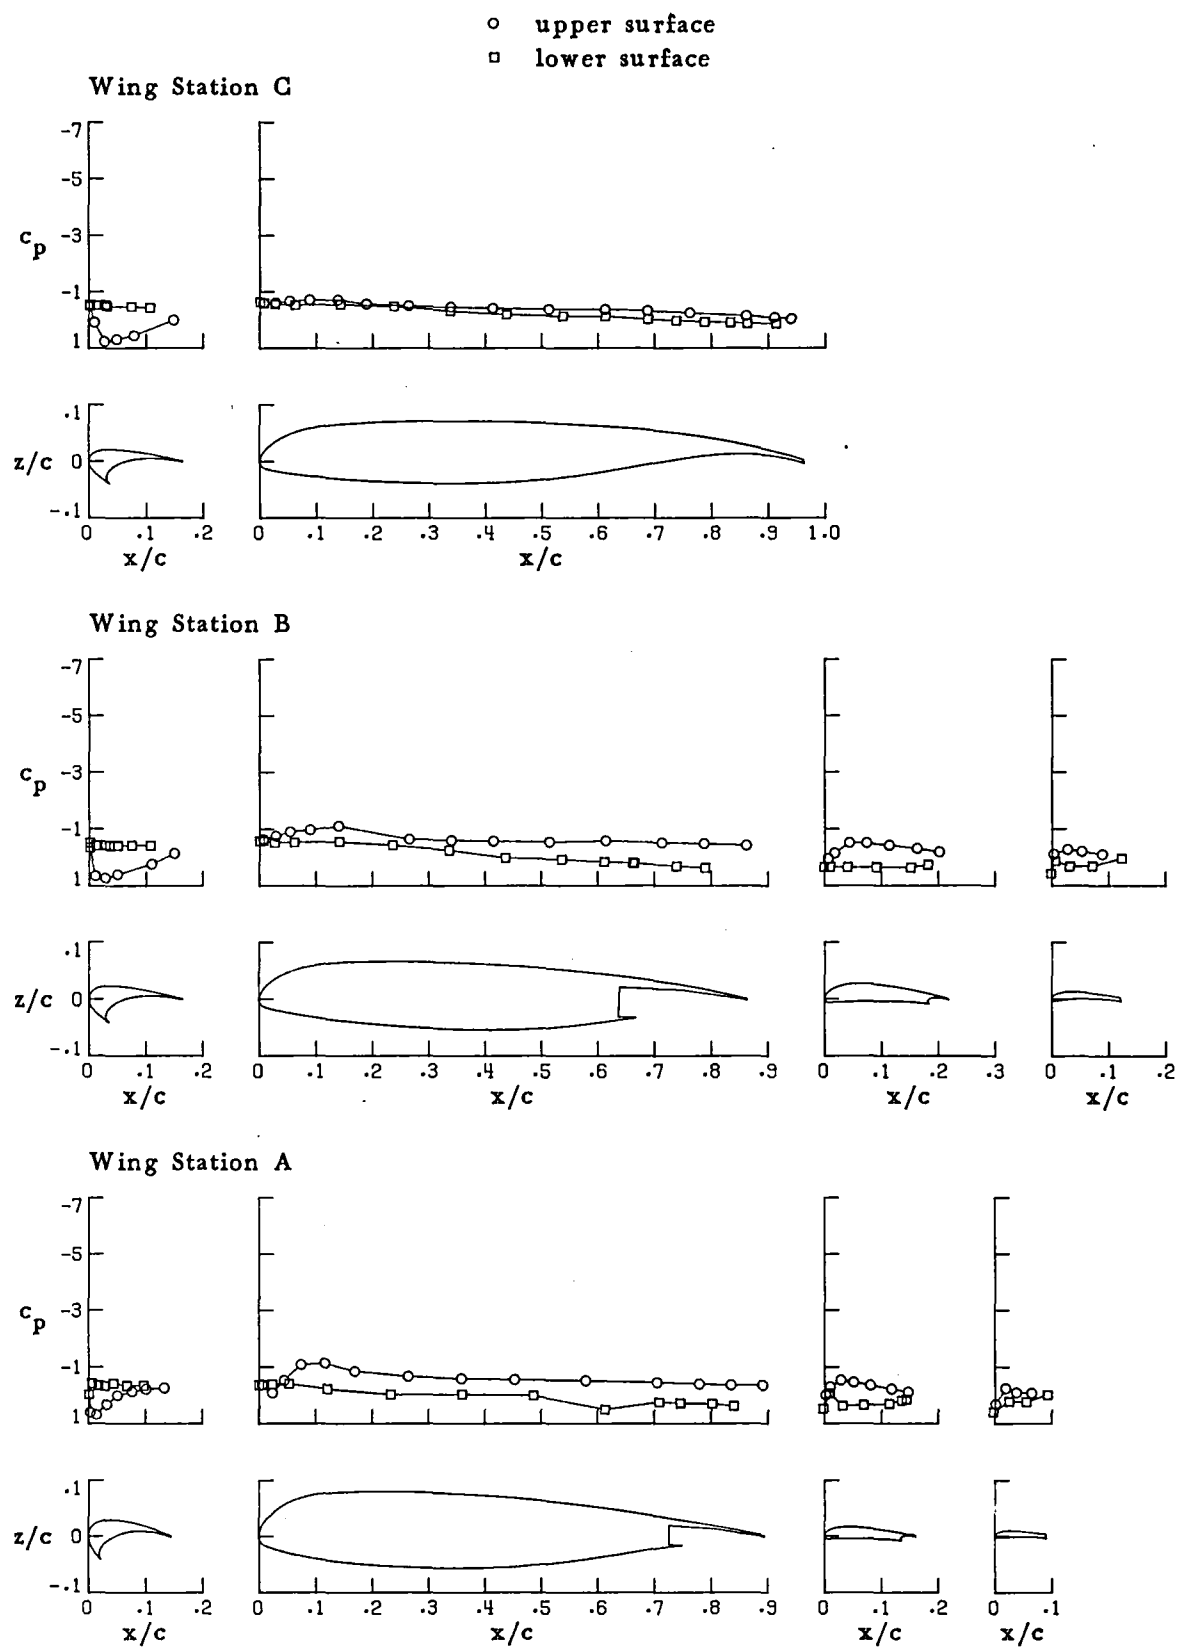 upper surface
lower surface
Wing Station C
-7
-5
-3
-1
1
c_p
.1
0
-.1
z/c
0 .1 .2
0 .1 .2 .3 .4 .5 .6 .7 .8 .9 1.0
x/c x/c
Wing Station B
-7
-5
-3
-1
1
c_p
.1
0
-.1
z/c
0 .1 .2
0 .1 .2 .3 .4 .5 .6 .7 .8 .9
0 .1 .2 .3
0 .1 .2
x/c x/c x/c x/c
Wing Station A
-7
-5
-3
-1
1
c_p
.1
0
-.1
z/c
0 .1 .2
0 .1 .2 .3 .4 .5 .6 .7 .8 .9
0 .1 .2
0 .1
x/c x/c x/c x/c